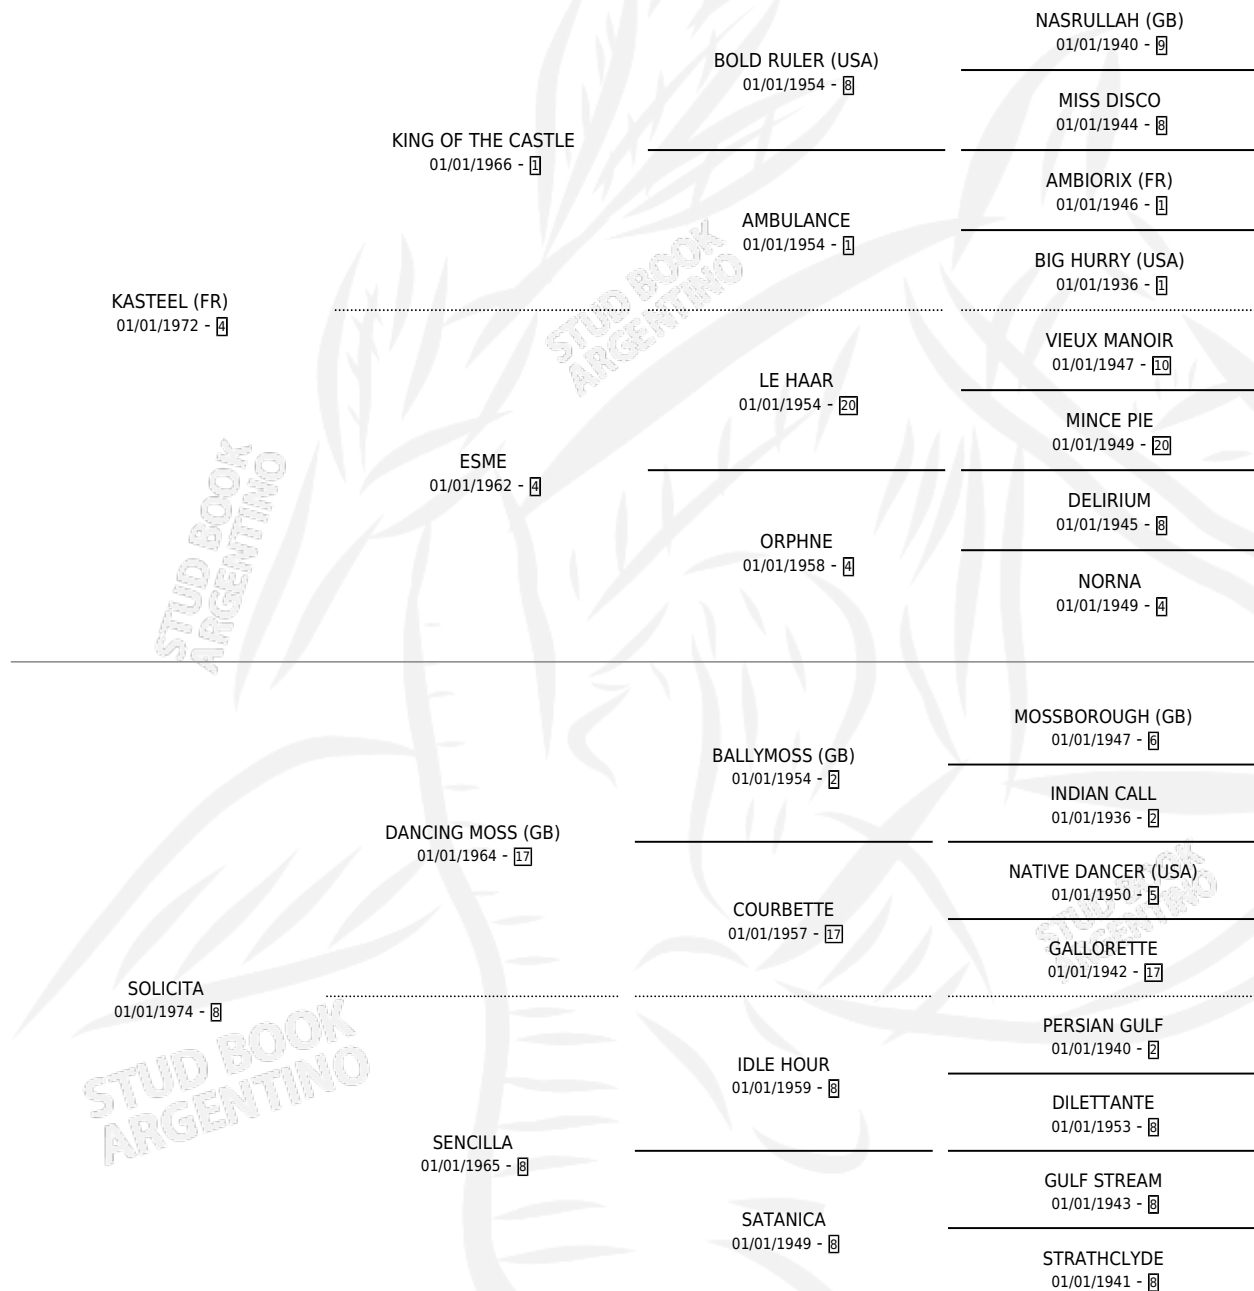 NASRULLAH (GB)
01/01/1940 - 9
BOLD RULER (USA)
01/01/1954 - 8
MISS DISCO
01/01/1944 - 8
KING OF THE CASTLE
01/01/1966 - 1
AMBIORIX (FR)
01/01/1946 - 1
AMBULANCE
01/01/1954 - 1
BIG HURRY (USA)
01/01/1936 - 1
KASTEEL (FR)
01/01/1972 - 4
VIEUX MANOIR
01/01/1947 - 10
LE HAAR
01/01/1954 - 20
MINCE PIE
01/01/1949 - 20
ESME
01/01/1962 - 4
DELIRIUM
01/01/1945 - 8
ORPHNE
01/01/1958 - 4
NORNA
01/01/1949 - 4
MOSSBOROUGH (GB)
01/01/1947 - 6
BALLYMOSS (GB)
01/01/1954 - 2
INDIAN CALL
01/01/1936 - 2
DANCING MOSS (GB)
01/01/1964 - 17
NATIVE DANCER (USA)
01/01/1950 - 5
COURBETTE
01/01/1957 - 17
GALLORETTE
01/01/1942 - 17
SOLICITA
01/01/1974 - 8
PERSIAN GULF
01/01/1940 - 2
IDLE HOUR
01/01/1959 - 8
DILETTANTE
01/01/1953 - 8
SENCILLA
01/01/1965 - 8
GULF STREAM
01/01/1943 - 8
SATANICA
01/01/1949 - 8
STRATHCLYDE
01/01/1941 - 8
STUD BOOK
ARGENTINO
STUD BOOK
ARGENTINO
STUD BOOK
ARGENTINO
STUD BOOK
ARGENTINO